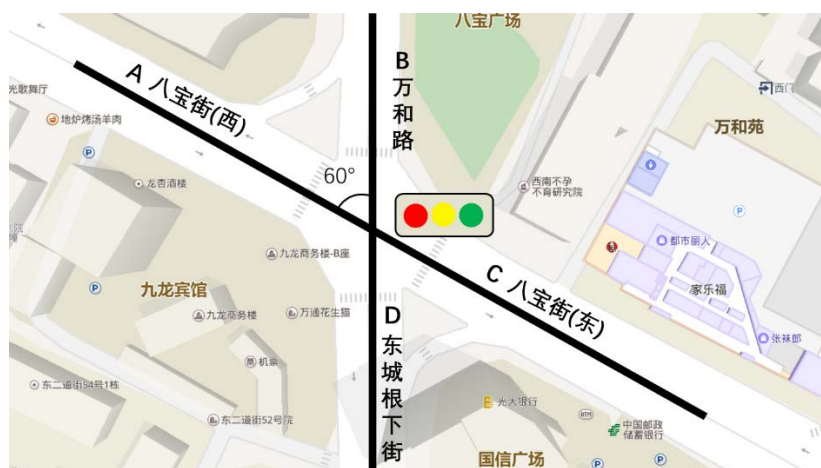 八宝广场
B 万和路
A 八宝街(西)
光歌舞厅
地炉烤汤羊肉
P
西门
万和苑
60°
龙杏酒楼
西南不孕
不育研究院
P
都市丽人
九龙商务楼-B座
C 八宝街(东)
家乐福
P
九龙宾馆
九龙商务楼
万通花生猫
D 东城根下街
张袜郎
机票
东二道街54号1栋
光大银行
ATM
东二道街52号院
中国邮政
储蓄银行
国信广场
P
P